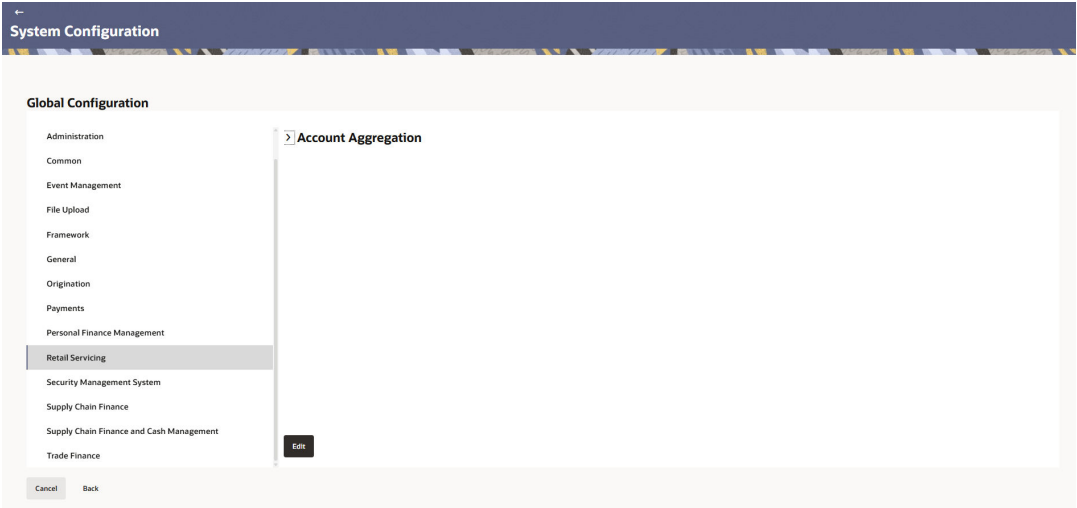 System Configuration
Global Configuration
Administration
Common
Event Management
File Upload
Framework
General
Origination
Payments
Personal Finance Management
Retail Servicing
Security Management System
Supply Chain Finance
Supply Chain Finance and Cash Management
Trade Finance
Account Aggregation
Edit
Cancel Back